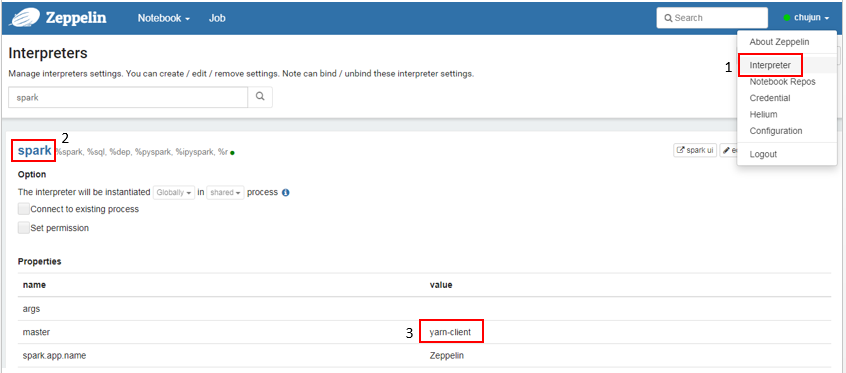 Zeppelin Notebook Job Search chujun
About Zeppelin
Interpreters
1 Interpreter
Manage interpreters settings. You can create / edit / remove settings. Note can bind / unbind these interpreter settings.
Notebook Repos
spark
Credential
Helium
Configuration
2
spark %spark, %sql, %dep, %pyspark, %ipyspark, %r
spark ui
Logout
Option
The interpreter will be instantiated Globally in shared process
Connect to existing process
Set permission
Properties
name value
args
master 3 yarn-client
spark.app.name Zeppelin